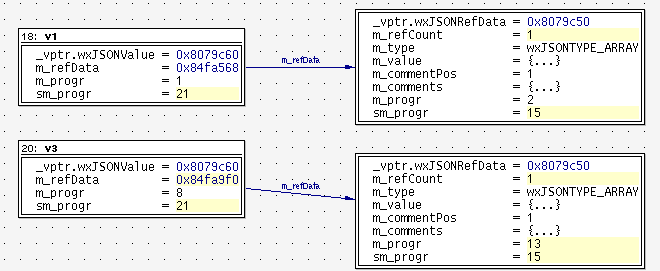 18: v1
_vptr.wxJSONValue = 0x8079c60
m_refData = 0x84fa568
m_progr = 1
sm_progr = 21
m_refData
_vptr.wxJSONRefData = 0x8079c50
m_refCount = 1
m_type = wxJSONTYPE_ARRAY
m_value = {...}
m_commentPos = 1
m_comments = {...}
m_progr = 2
sm_progr = 15
20: v3
_vptr.wxJSONValue = 0x8079c60
m_refData = 0x84fa9f0
m_progr = 8
sm_progr = 21
m_refData
_vptr.wxJSONRefData = 0x8079c50
m_refCount = 1
m_type = wxJSONTYPE_ARRAY
m_value = {...}
m_commentPos = 1
m_comments = {...}
m_progr = 13
sm_progr = 15